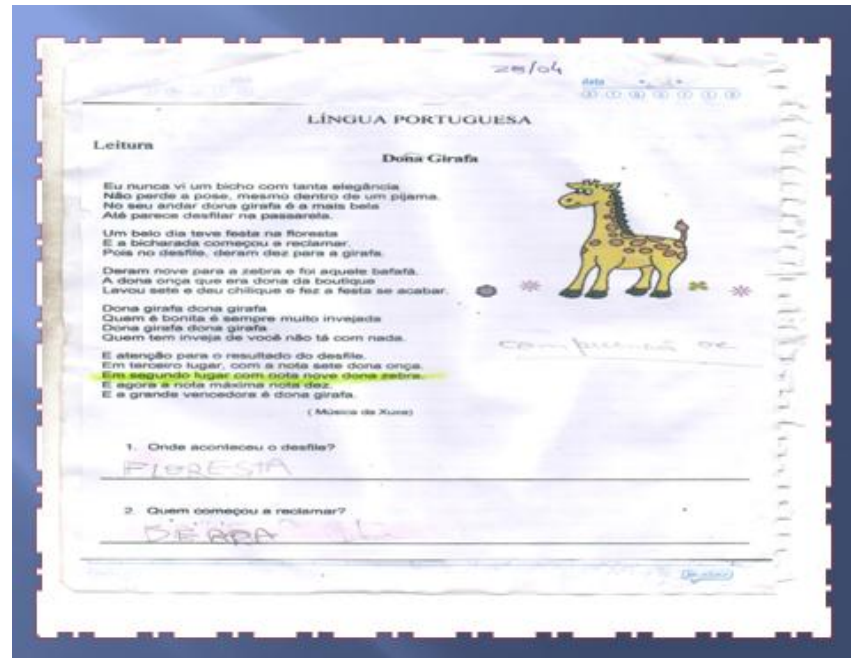 28/04
data
LÍNGUA PORTUGUESA
Leitura
Dona Girafa
Eu nunca vi um bicho com tanta elegância
Não perde a pose, mesmo dentro de um pijama.
No seu andar dona girafa é a mais bela
Até parece desfilar na passarela.
Um belo dia teve festa na floresta
E a bicharada começou a reclamar.
Pois no desfile, deram dez para a girafa.
Deram nove para a zebra e foi aquele bafafá.
A dona onça que era dona da boutique
Levou sete e deu chilique e fez a festa se acabar.
Dona girafa dona girafa
Quem é bonita é sempre muito invejada
Dona girafa dona girafa
Quem tem inveja de você não tá com nada.
E atenção para o resultado do desfile.
Em terceiro lugar, com a nota sete dona onça.
Em segundo lugar com nota nove dona zebra.
E agora a nota máxima nota dez.
E a grande vencedora é dona girafa.
( Música da Xuxa)
1. Onde aconteceu o desfile?
FLORESTA
2. Quem começou a reclamar?